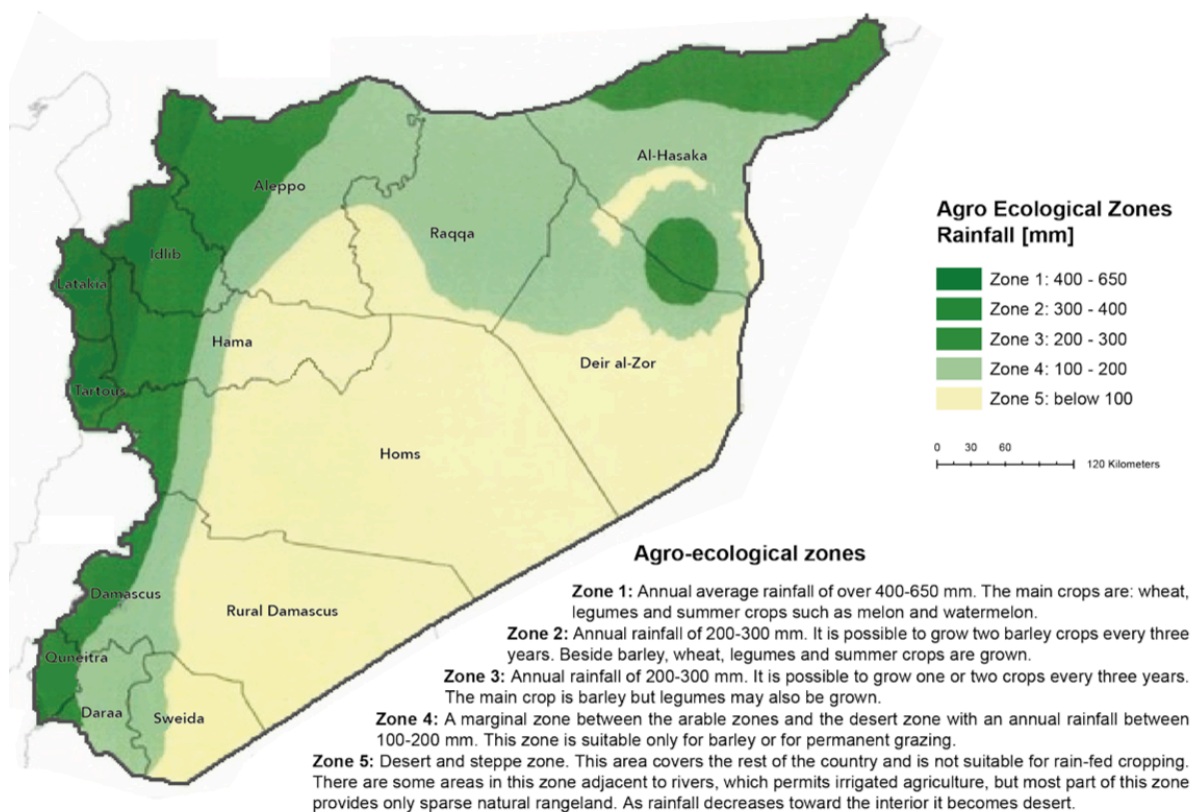 Al-Hasaka
Aleppo
Raqqa
Idlib
Latakia
Hama
Deir al-Zor
Tartous
Homs
Damascus
Rural Damascus
Quneitra
Daraa
Sweida
Agro Ecological Zones
Rainfall [mm]
Zone 1: 400 - 650
Zone 2: 300 - 400
Zone 3: 200 - 300
Zone 4: 100 - 200
Zone 5: below 100
0 30 60
120 Kilometers
Agro-ecological zones
Zone 1: Annual average rainfall of over 400-650 mm. The main crops are: wheat,
legumes and summer crops such as melon and watermelon.
Zone 2: Annual rainfall of 200-300 mm. It is possible to grow two barley crops every three
years. Beside barley, wheat, legumes and summer crops are grown.
Zone 3: Annual rainfall of 200-300 mm. It is possible to grow one or two crops every three years.
The main crop is barley but legumes may also be grown.
Zone 4: A marginal zone between the arable zones and the desert zone with an annual rainfall between
100-200 mm. This zone is suitable only for barley or for permanent grazing.
Zone 5: Desert and steppe zone. This area covers the rest of the country and is not suitable for rain-fed cropping.
There are some areas in this zone adjacent to rivers, which permits irrigated agriculture, but most part of this zone
provides only sparse natural rangeland. As rainfall decreases toward the interior it becomes desert.